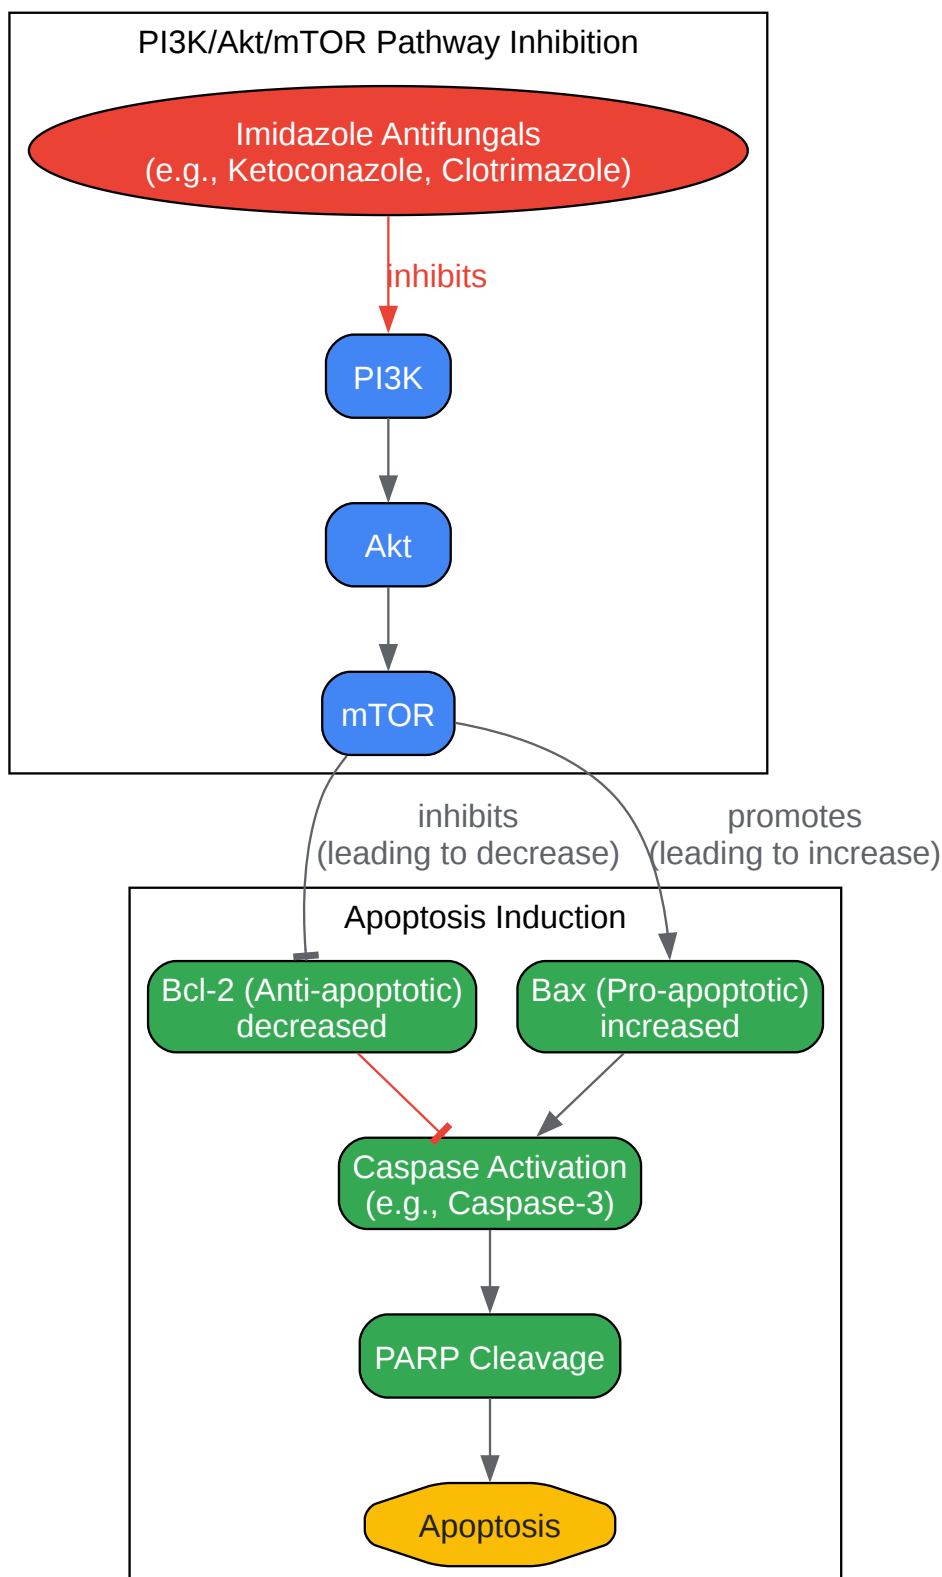 PI3K/Akt/mTOR Pathway Inhibition
Imidazole Antifungals
(e.g., Ketoconazole, Clotrimazole)
inhibits
PI3K
Akt
mTOR
inhibits
(leading to decrease)
promotes
(leading to increase)
Apoptosis Induction
Bcl-2 (Anti-apoptotic)
decreased
Bax (Pro-apoptotic)
increased
Caspase Activation
(e.g., Caspase-3)
PARP Cleavage
Apoptosis